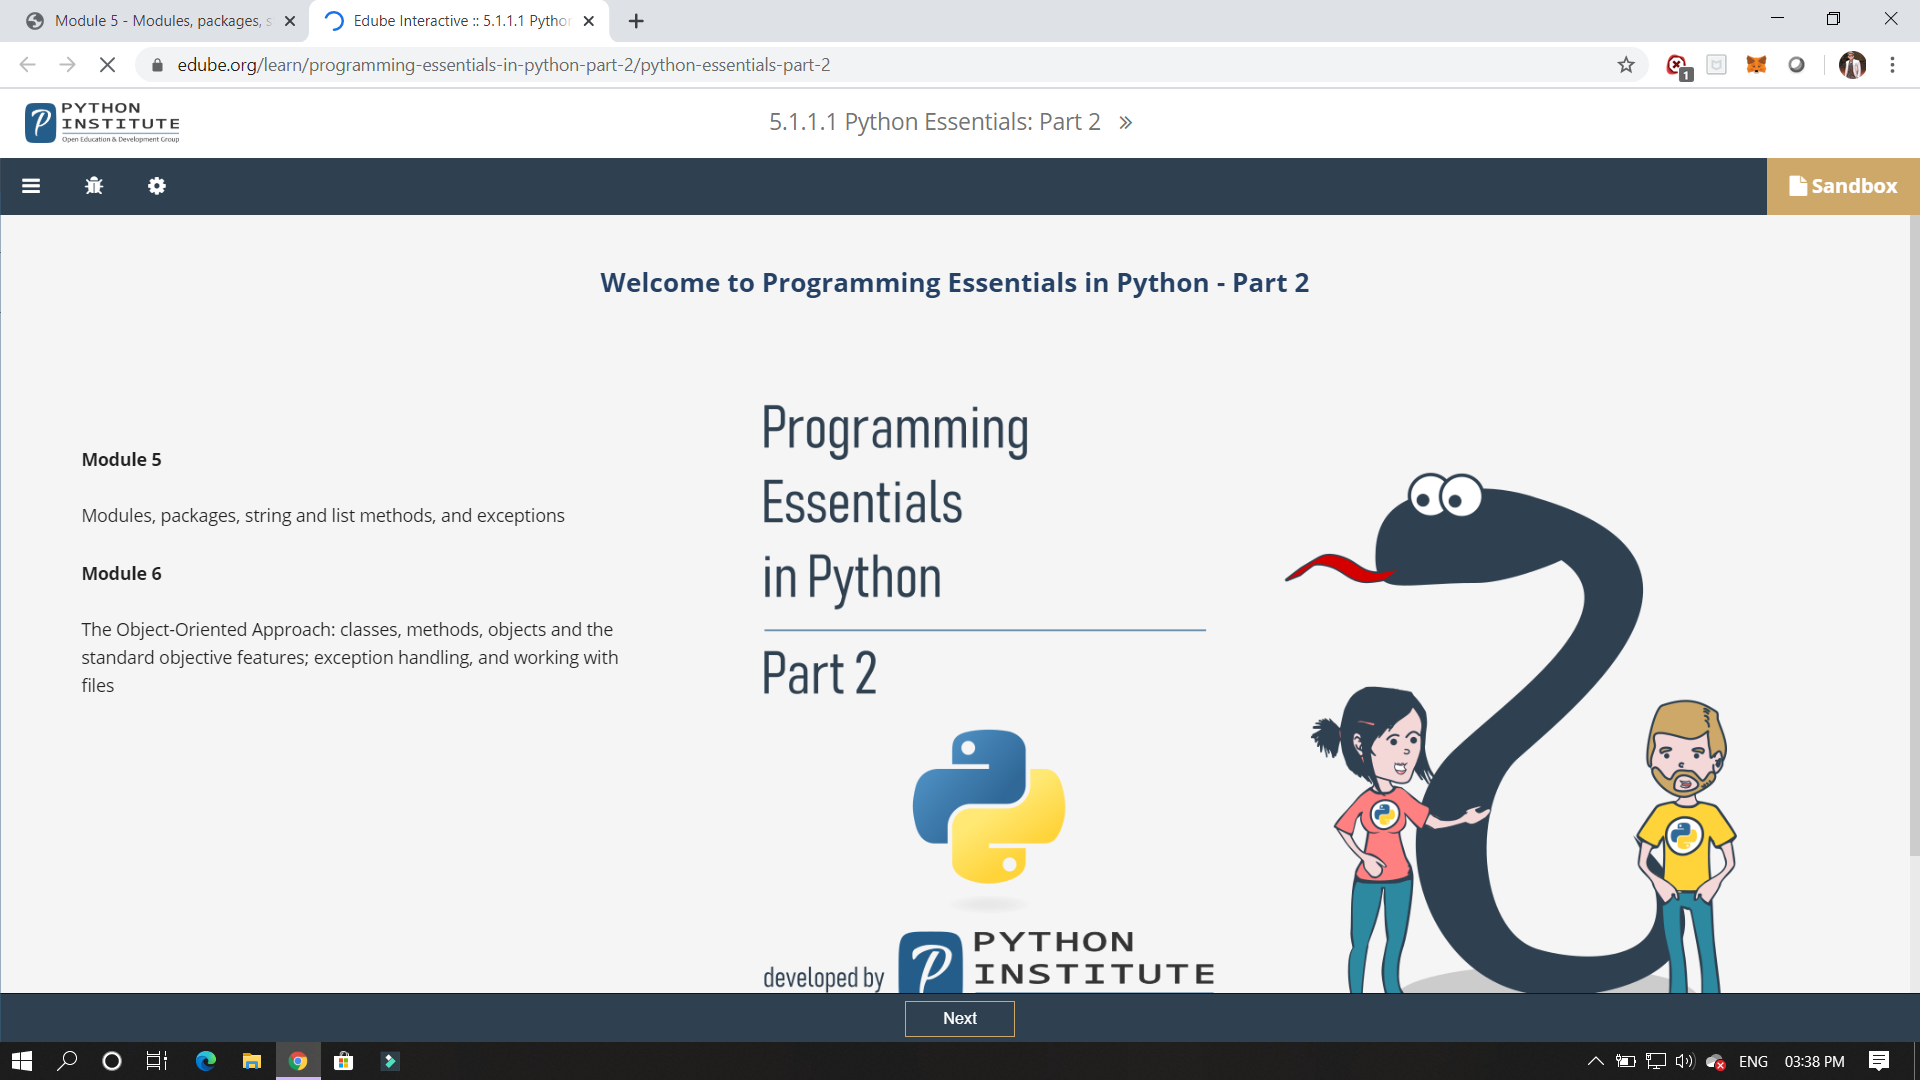 Module 5 - Modules, packages, s
Edube Interactive :: 5.1.1.1 Pytho
edube.org/learn/programming-essentials-in-python-part-2/python-essentials-part-2
1
PYTHON
INSTITUTE
Open Education & Development Group
5.1.1.1 Python Essentials: Part 2 »
Sandbox
Welcome to Programming Essentials in Python - Part 2
Module 5
Modules, packages, string and list methods, and exceptions
Module 6
The Object-Oriented Approach: classes, methods, objects and the
standard objective features; exception handling, and working with
files
Programming
Essentials
in Python
Part 2
developed by
PYTHON
INSTITUTE
Next
ENG
03:38 PM